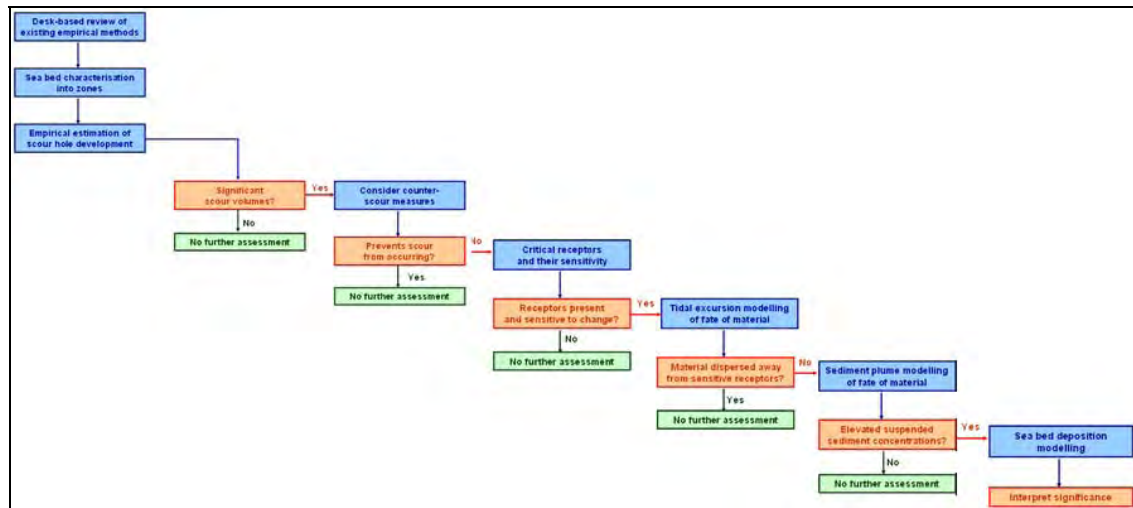 Desk-based review of
existing empirical methods
Sea bed characterisation
into zones
Empirical estimation of
scour hole development
Significant
scour volumes?
Yes
Consider counter-
scour measures
No
No further assessment
Prevents scour
from occurring?
No
Critical receptors
and their sensitivity
Yes
No further assessment
Receptors present
and sensitive to change?
Yes
Tidal excursion modelling
of fate of material
No
No further assessment
Material dispersed away
from sensitive receptors?
No
Sediment plume modelling
of fate of material
Yes
No further assessment
Elevated suspended
sediment concentrations?
Yes
Sea bed deposition
modelling
No
No further assessment
Interpret significance